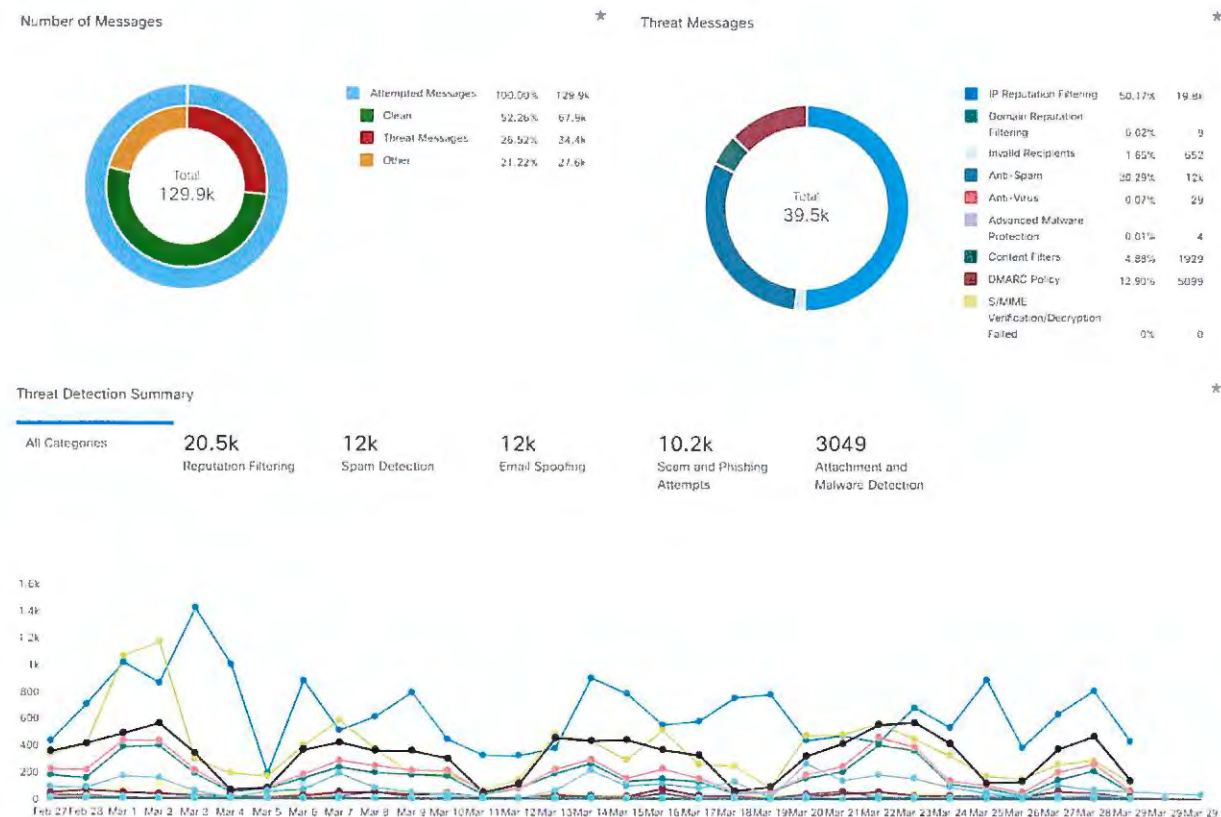 Number of Messages
Threat Messages
Attempted Messages 100.00% 129.9k
Clean 52.26% 67.9k
Threat Messages 26.52% 34.4k
Other 21.22% 27.6k
Total
129.9k
IP Reputation Filtering 50.17% 19.8k
Domain Reputation
Filtering 0.02% 9
Invalid Recipients 1.65% 652
Anti-Spam 30.29% 12k
Anti-Virus 0.07% 29
Advanced Malware
Protection 0.01% 4
Content Filters 4.88% 1929
DMARC Policy 12.90% 5099
S/MIME
Verification/Decryption
Failed 0% 0
Total
39.5k
Threat Detection Summary
All Categories
20.5k
Reputation Filtering
12k
Spam Detection
12k
Email Spoofing
10.2k
Scam and Phishing
Attempts
3049
Attachment and
Malware Detection
1.6k
1.4k
1.2k
1k
800
600
400
200
0
Feb 27 Feb 28 Mar 1 Mar 2 Mar 3 Mar 4 Mar 5 Mar 6 Mar 7 Mar 8 Mar 9 Mar 10 Mar 11 Mar 12 Mar 13 Mar 14 Mar 15 Mar 16 Mar 17 Mar 18 Mar 19 Mar 20 Mar 21 Mar 22 Mar 23 Mar 24 Mar 25 Mar 26 Mar 27 Mar 28 Mar 29 Mar 29 Mar 29